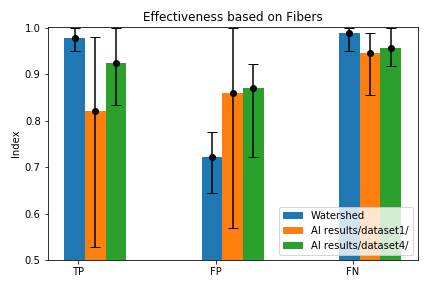 Effectiveness based on Fibers
1.0
0.9
0.8
0.7
0.6
0.5
Index
TP
FP
FN
Watershed
AI results/dataset1/
AI results/dataset4/